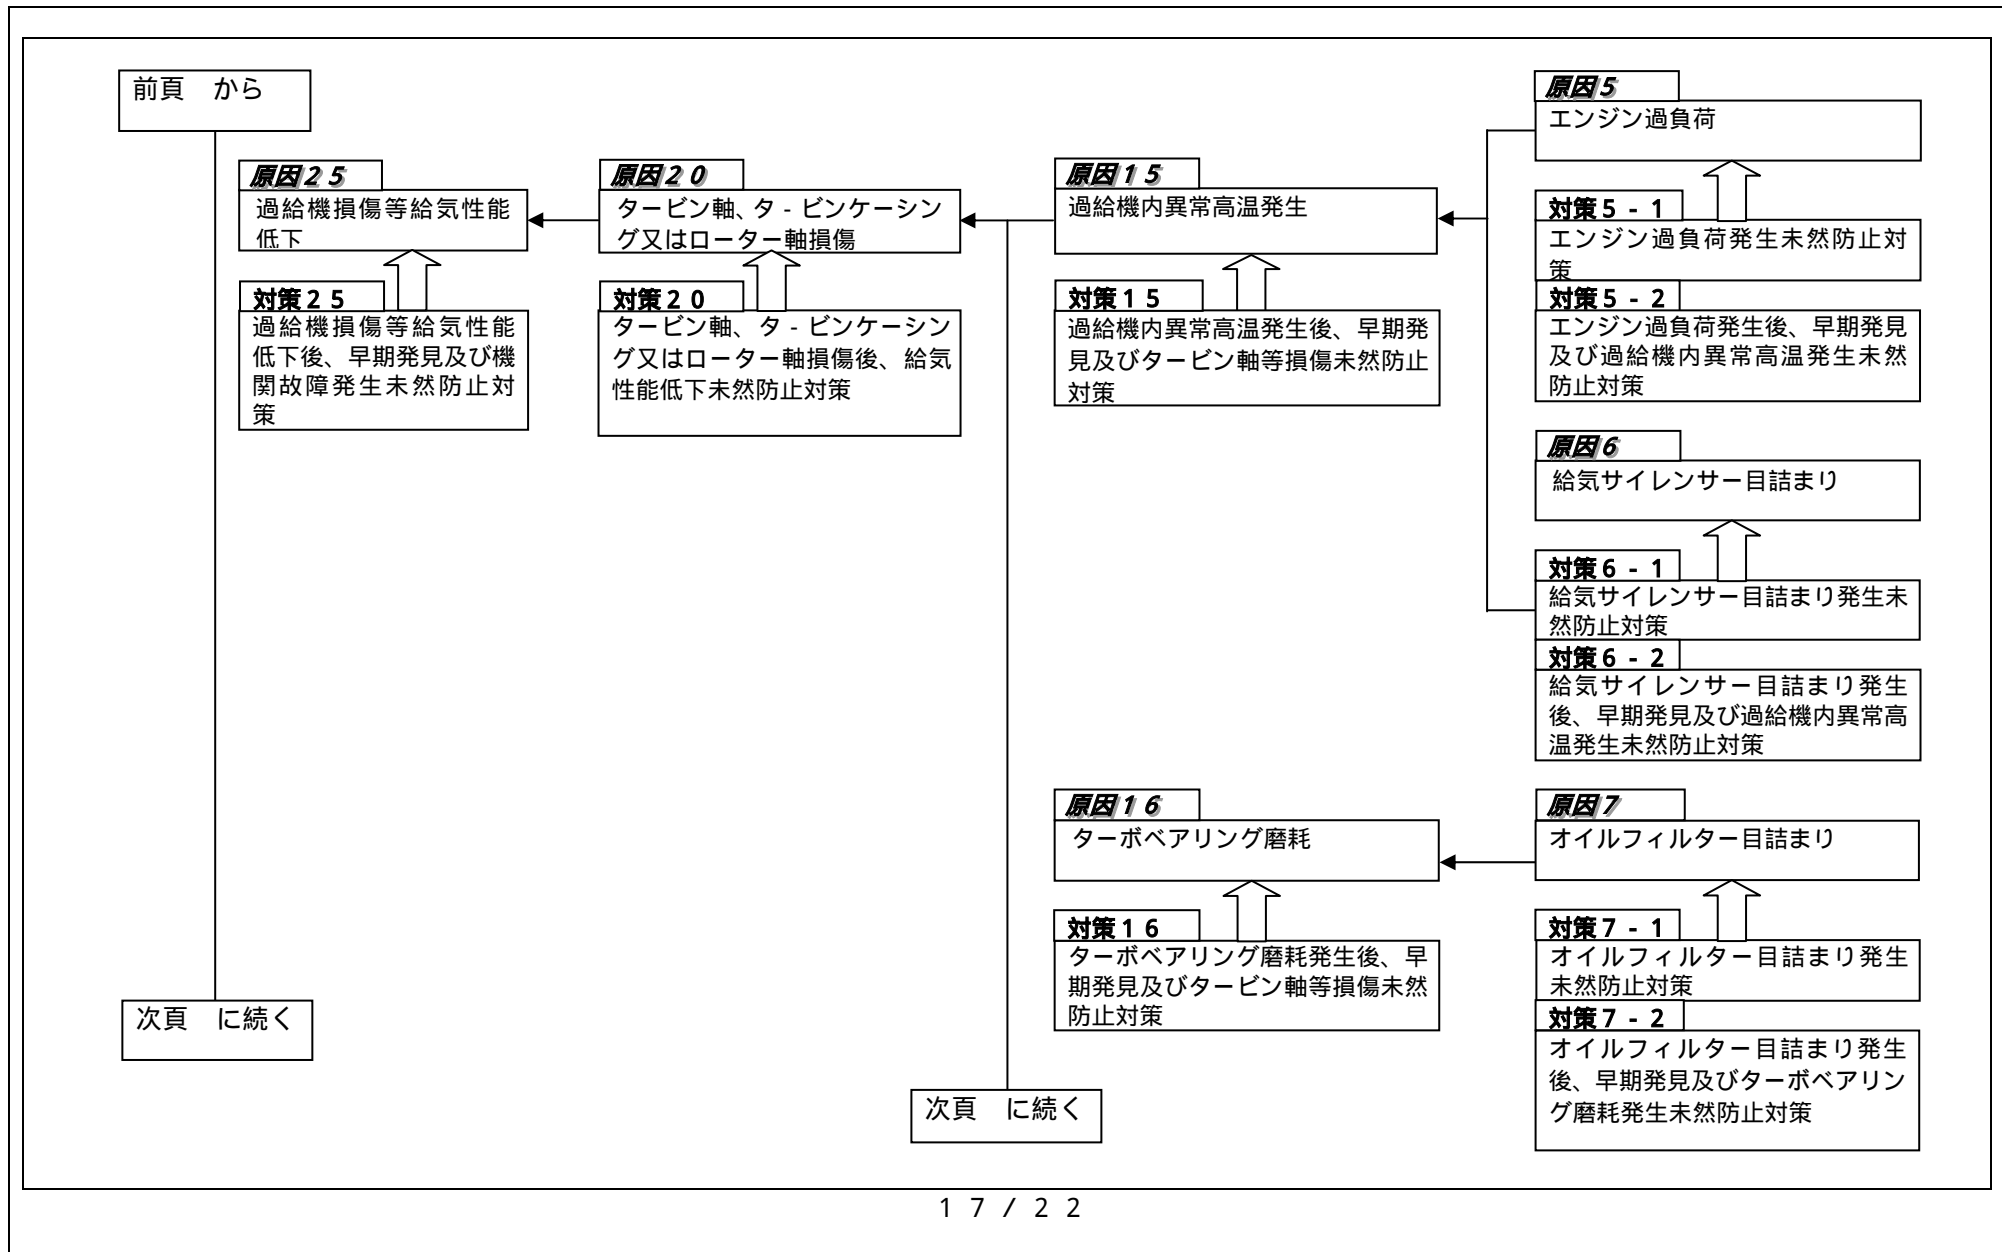 前頁　から
原因２５
過給機損傷等給気性能
低下
対策２５
過給機損傷等給気性能
低下後、早期発見及び機
関故障発生未然防止対
策
次頁　に続く
原因２０
タービン軸、タ‐ビンケーシン
グ又はローター軸損傷
対策２０
タービン軸、タ‐ビンケーシン
グ又はローター軸損傷後、給気
性能低下未然防止対策
原因１５
過給機内異常高温発生
対策１５
過給機内異常高温発生後、早期発
見及びタービン軸等損傷未然防止
対策
原因１６
ターボベアリング磨耗
対策１６
ターボベアリング磨耗発生後、早
期発見及びタービン軸等損傷未然
防止対策
次頁　に続く
原因５
エンジン過負荷
対策５‐１
エンジン過負荷発生未然防止対
策
対策５‐２
エンジン過負荷発生後、早期発見
及び過給機内異常高温発生未然
防止対策
原因６
給気サイレンサー目詰まり
対策６‐１
給気サイレンサー目詰まり発生未
然防止対策
対策６‐２
給気サイレンサー目詰まり発生
後、早期発見及び過給機内異常高
温発生未然防止対策
原因７
オイルフィルター目詰まり
対策７‐１
オイルフィルター目詰まり発生
未然防止対策
対策７‐２
オイルフィルター目詰まり発生
後、早期発見及びターボベアリン
グ磨耗発生未然防止対策
１７/２２